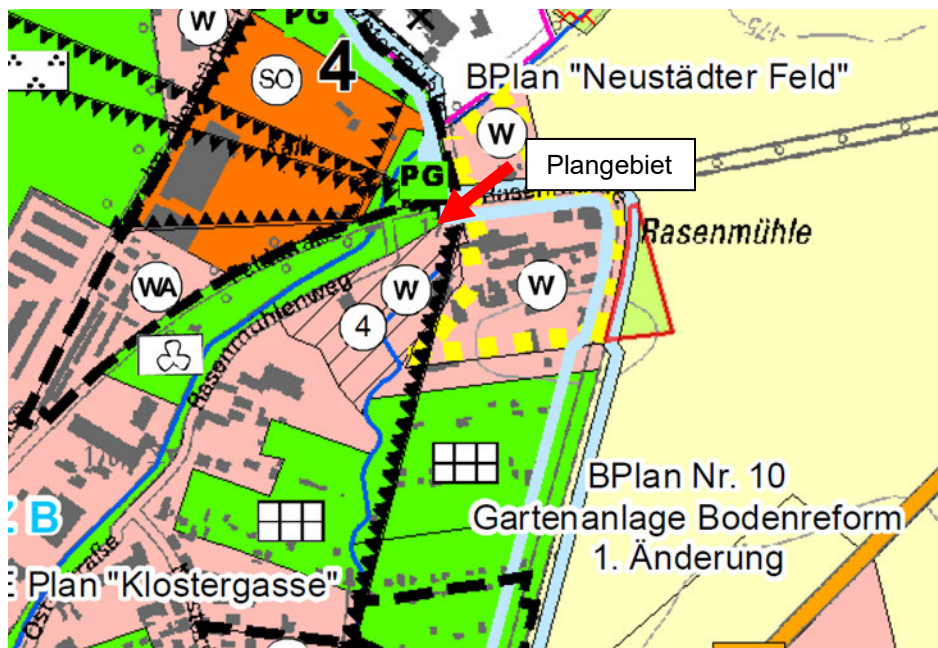 PG
W
SO
4
BPlan "Neustädter Feld"
175
W
Plangebiet
PG
Rasenmühle
WA
W
W
4
Rasenmühlenweg
BPlan Nr. 10
Gartenanlage Bodenreform
1. Änderung
B
Plan "Klostergasse"